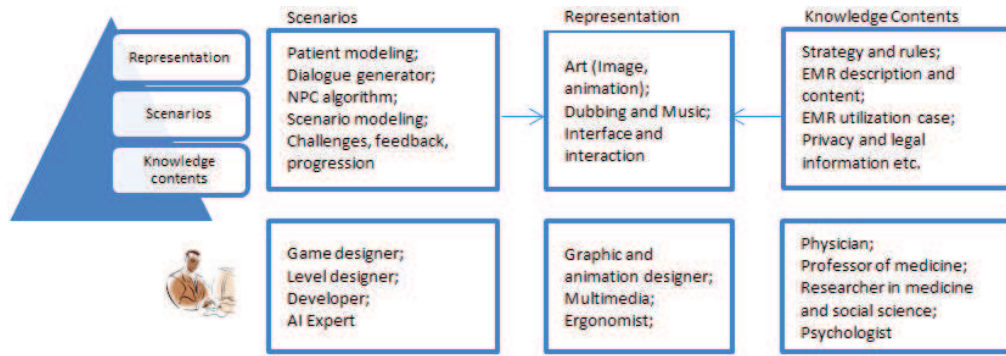 Representation
Scenarios
Knowledge
contents
Scenarios
Patient modeling;
Dialogue generator;
NPC algorithm;
Scenario modeling;
Challenges, feedback,
progression
Representation
Art (Image,
animation);
Dubbing and Music;
Interface and
interaction
Knowledge Contents
Strategy and rules;
EMR description and
content;
EMR utilization case;
Privacy and legal
information etc.
Game designer;
Level designer;
Developer;
AI Expert
Graphic and
animation designer;
Multimedia;
Ergonomist;
Physician;
Professor of medicine;
Researcher in medicine
and social science;
Psychologist